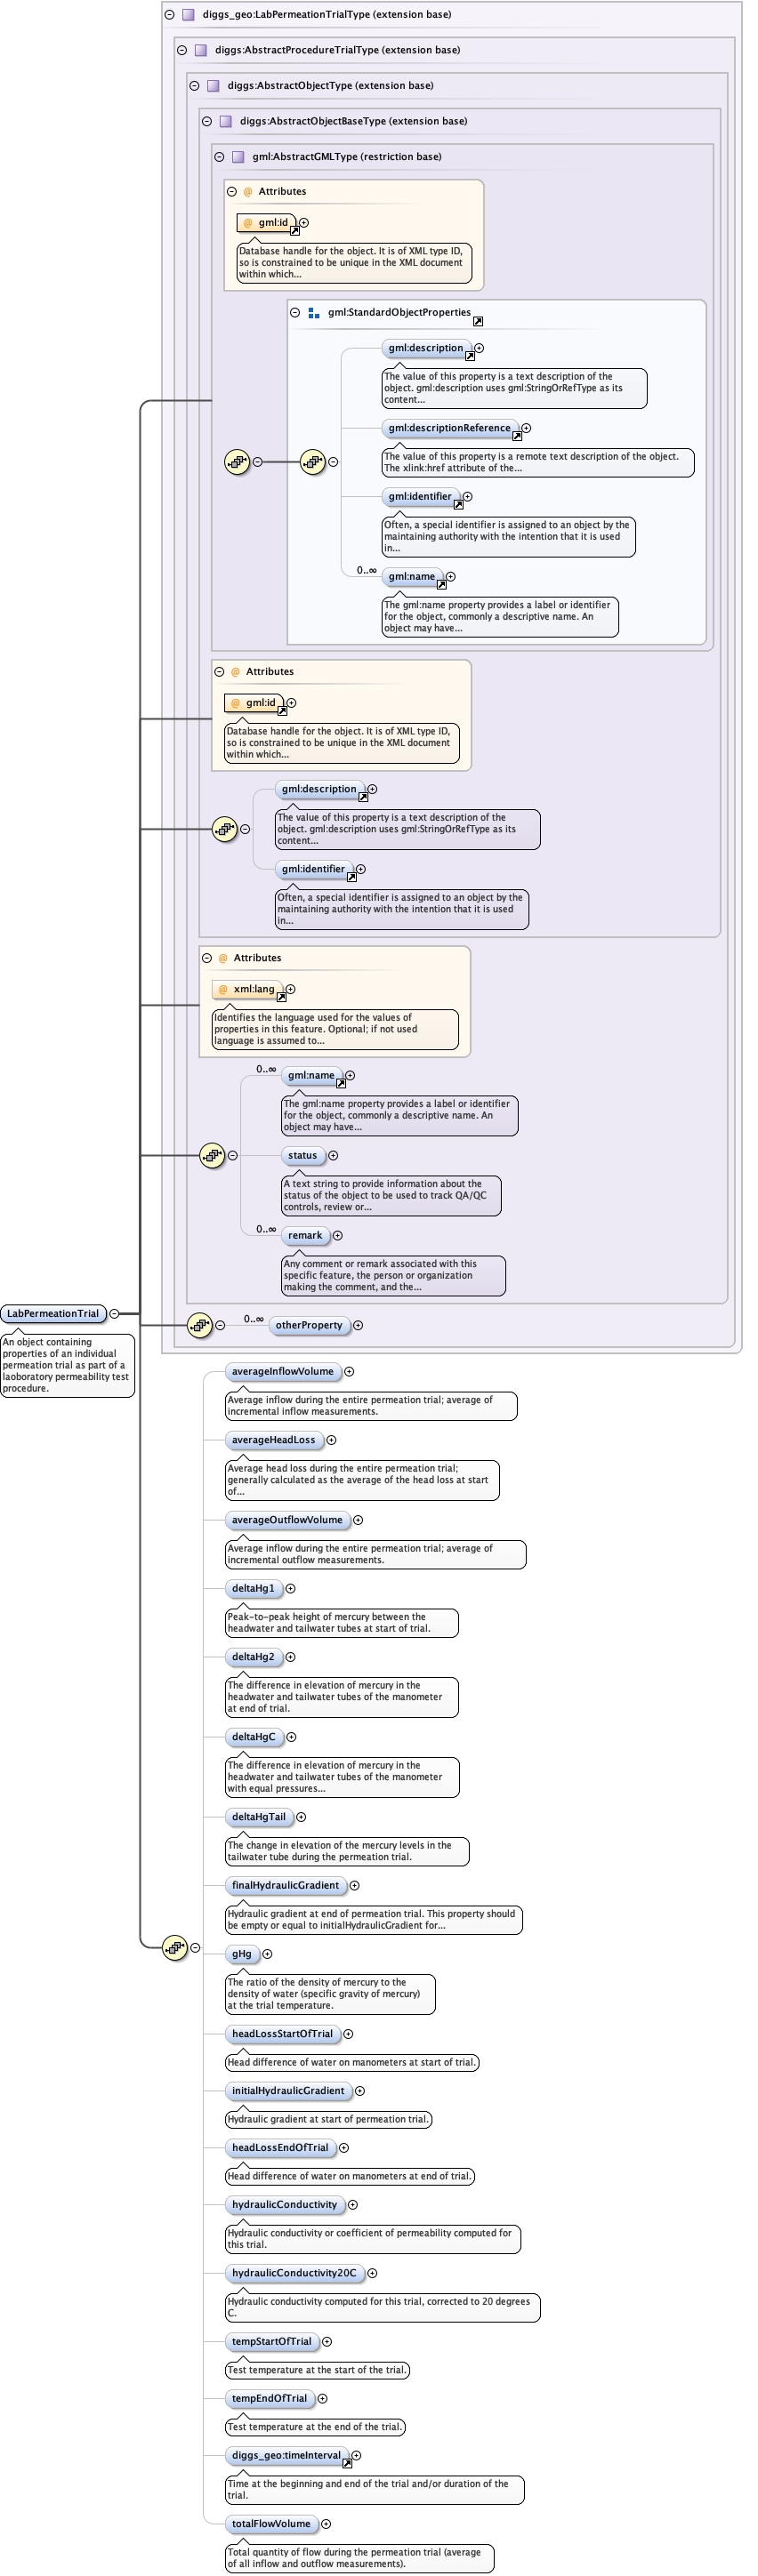 diggs_geo:LabPermeationTrialType (extension base)
diggs:AbstractProcedureTrialType (extension base)
diggs:AbstractObjectType (extension base)
diggs:AbstractObjectBaseType (extension base)
gml:AbstractGMLType (restriction base)
@ Attributes
@ gml:id
Database handle for the object. It is of XML type ID,
so is constrained to be unique in the XML document
within which...
gml:StandardObjectProperties
gml:description
The value of this property is a text description of the
object. gml:description uses gml:StringOrRefType as its
content...
gml:descriptionReference
The value of this property is a remote text description of the object.
The xlink:href attribute of the...
gml:identifier
Often, a special identifier is assigned to an object by the
maintaining authority with the intention that it is used
in...
0..∞
gml:name
The gml:name property provides a label or identifier
for the object, commonly a descriptive name. An
object may have...
@ Attributes
@ gml:id
Database handle for the object. It is of XML type ID,
so is constrained to be unique in the XML document
within which...
gml:description
The value of this property is a text description of the
object. gml:description uses gml:StringOrRefType as its
content...
gml:identifier
Often, a special identifier is assigned to an object by the
maintaining authority with the intention that it is used
in...
@ Attributes
@ xml:lang
Identifies the language used for the values of
properties in this feature. Optional; if not used
language is assumed to...
0..∞
gml:name
The gml:name property provides a label or identifier
for the object, commonly a descriptive name. An
object may have...
status
A text string to provide information about the
status of the object to be used to track QA/QC
controls, review or...
0..∞
remark
Any comment or remark associated with this
specific feature, the person or organization
making the comment, and the...
LabPermeationTrial
An object containing
properties of an individual
permeation trial as part of a
laoboratory permeability test
procedure.
0..∞
otherProperty
averageInflowVolume
Average inflow during the entire permeation trial; average of
incremental inflow measurements.
averageHeadLoss
Average head loss during the entire permeation trial;
generally calculated as the average of the head loss at start
of...
averageOutflowVolume
Average inflow during the entire permeation trial; average of
incremental outflow measurements.
deltaHg1
Peak-to-peak height of mercury between the
headwater and tailwater tubes at start of trial.
deltaHg2
The difference in elevation of mercury in the
headwater and tailwater tubes of the manometer
at end of trial.
deltaHgC
The difference in elevation of mercury in the
headwater and tailwater tubes of the manometer
with equal pressures...
deltaHgTail
The change in elevation of the mercury levels in the
tailwater tube during the permeation trial.
finalHydraulicGradient
Hydraulic gradient at end of permeation trial. This property should
be empty or equal to initialHydraulicGradient for...
gHg
The ratio of the density of mercury to the
density of water (specific gravity of mercury)
at the trial temperature.
headLossStartOfTrial
Head difference of water on manometers at start of trial.
initialHydraulicGradient
Hydraulic gradient at start of permeation trial.
headLossEndOfTrial
Head difference of water on manometers at end of trial.
hydraulicConductivity
Hydraulic conductivity or coefficient of permeability computed for
this trial.
hydraulicConductivity20C
Hydraulic conductivity computed for this trial, corrected to 20 degrees
C.
tempStartOfTrial
Test temperature at the start of the trial.
tempEndOfTrial
Test temperature at the end of the trial.
diggs_geo:timeInterval
Time at the beginning and end of the trial and/or duration of the
trial.
totalFlowVolume
Total quantity of flow during the permeation trial (average
of all inflow and outflow measurements).